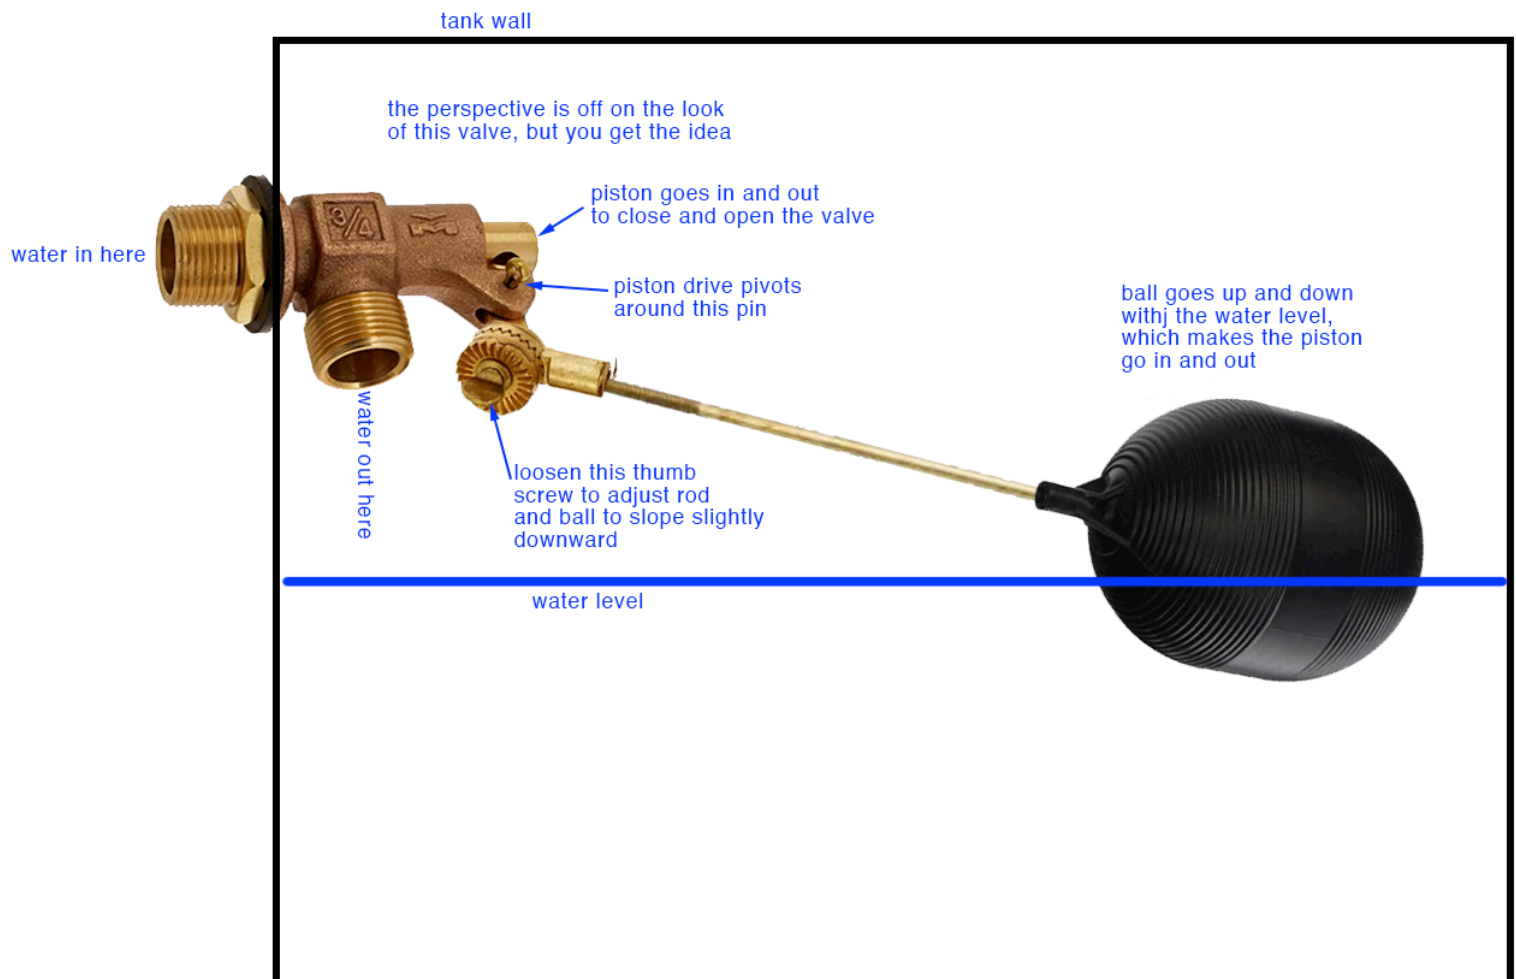 tank wall
the perspective is off on the look
of this valve, but you get the idea
piston goes in and out
to close and open the valve
3/4
water in here
piston drive pivots
around this pin
ball goes up and down
withj the water level,
which makes the piston
go in and out
water out here
loosen this thumb
screw to adjust rod
and ball to slope slightly
downward
water level